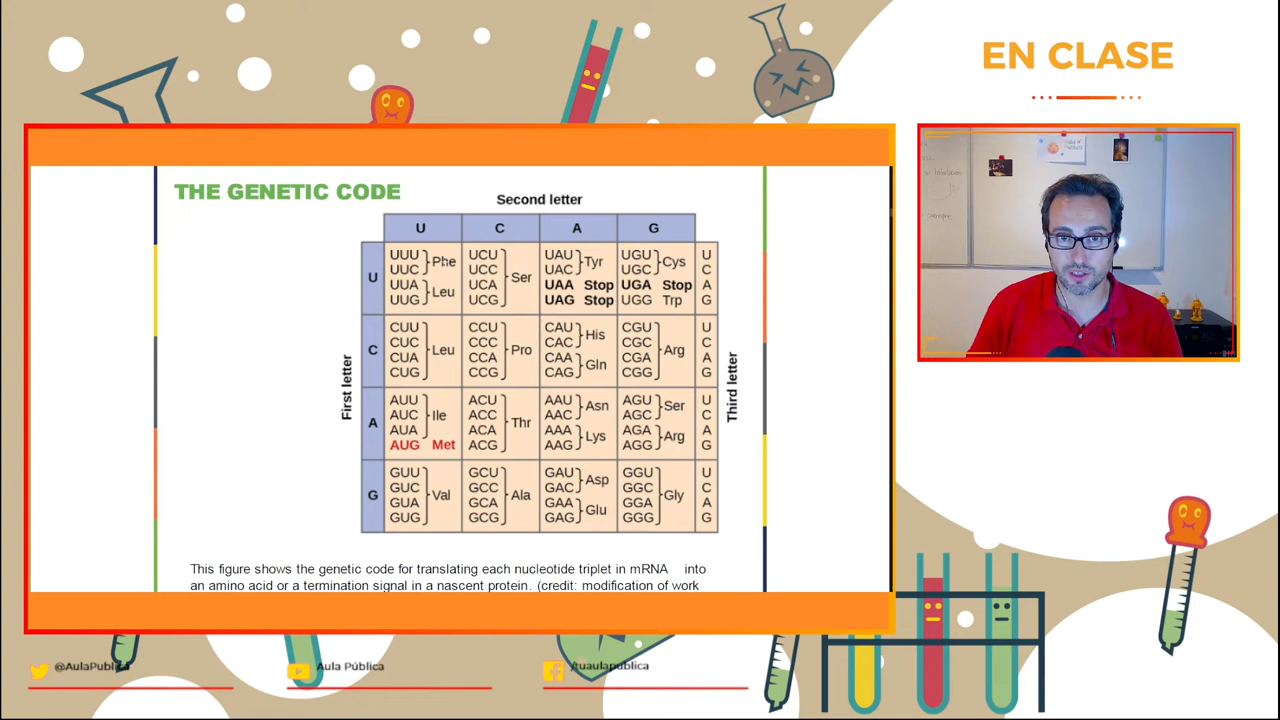 EN CLASE
THE GENETIC CODE
Second letter
U C A G
First letter
U
UUU
UUC
Phe
UUA
UUG
Leu
UCU
UCC
UCA
UCG
Ser
UAU
UAC
Tyr
UAA Stop
UAG Stop
UGU
UGC
Cys
UGA Stop
UGG Trp
U
C
A
G
C
CUU
CUC
CUA
CUG
Leu
CCU
CCC
CCA
CCG
Pro
CAU
CAC
His
CAA
CAG
Gln
CGU
CGC
CGA
CGG
Arg
U
C
A
G
A
AUU
AUC
AUA
Ile
AUG Met
ACU
ACC
ACA
ACG
Thr
AAU
AAC
Asn
AAA
AAG
Lys
AGU
AGC
Ser
AGA
AGG
Arg
U
C
A
G
G
GUU
GUC
GUA
GUG
Val
GCU
GCC
GCA
GCG
Ala
GAU
GAC
Asp
GAA
GAG
Glu
GGU
GGC
GGA
GGG
Gly
U
C
A
G
Third letter
This figure shows the genetic code for translating each nucleotide triplet in mRNA into
an amino acid or a termination signal in a nascent protein. (credit: modification of work
@AulaPublica
Aula Pública
/tuaulapublica